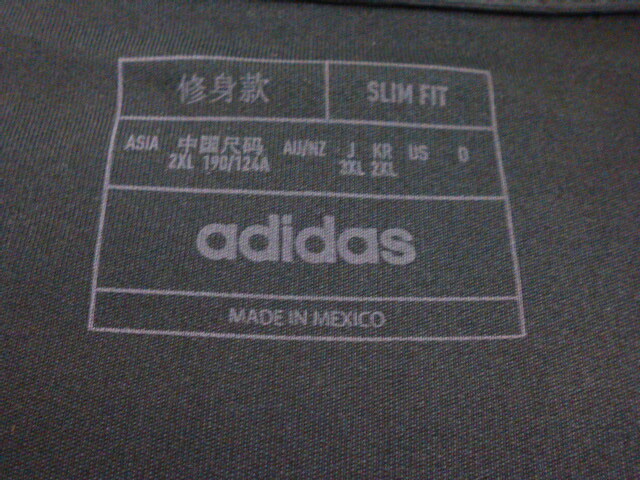 修身款 SLIM FIT
ASIA 中国尺码 AU/NZ J KR US D
2XL 190/124A 2XL 2XL
adidas
MADE IN MEXICO